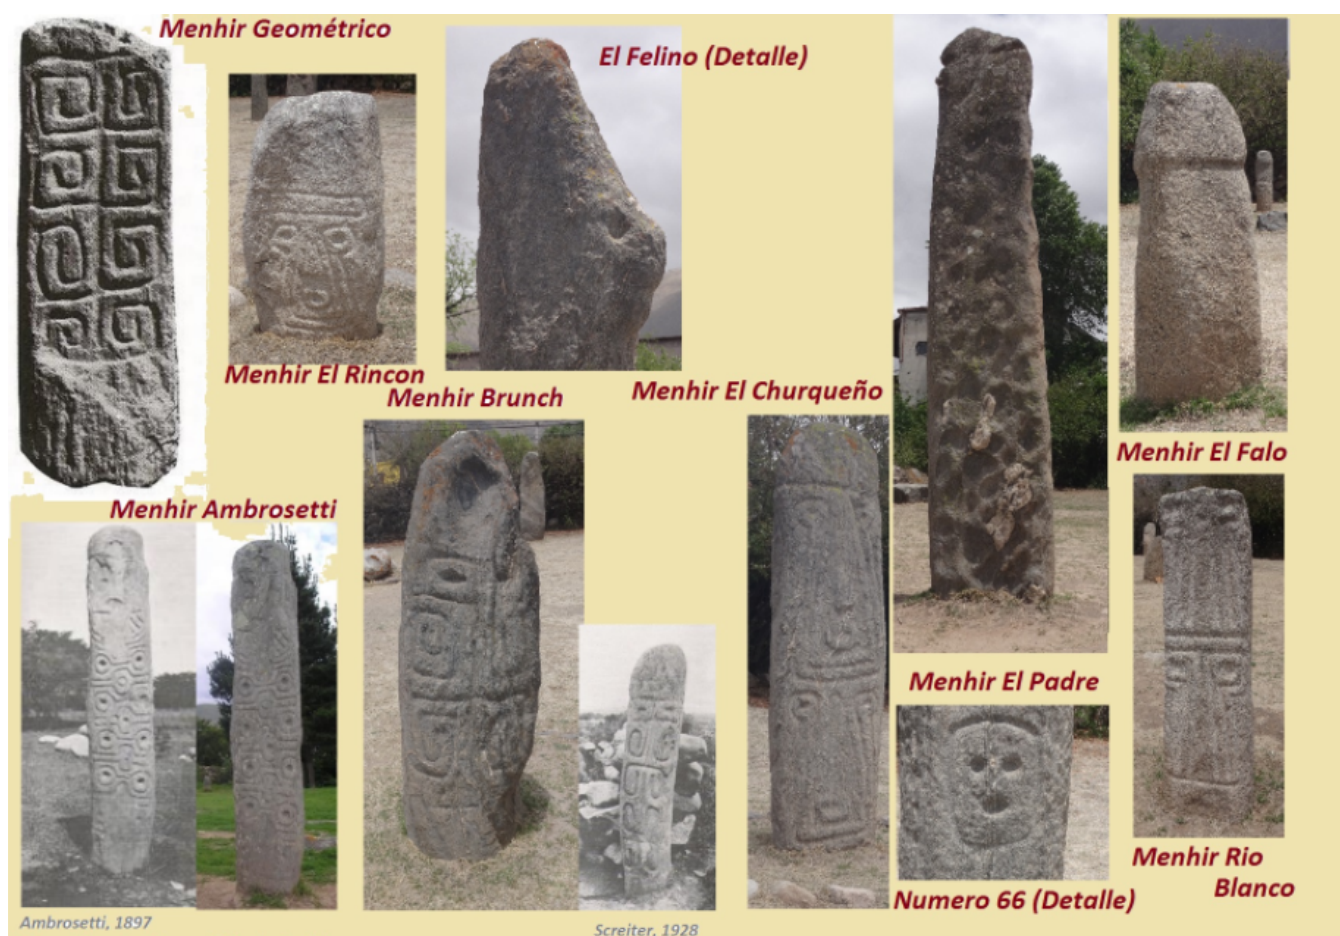 Menhir Geométrico
El Felino (Detalle)
Menhir El Rincon
Menhir Brunch
Menhir El Churqueño
Menhir El Falo
Menhir Ambrosetti
Menhir El Padre
Menhir Rio
Blanco
Numero 66 (Detalle)
Ambrosetti, 1897
Screiter, 1928